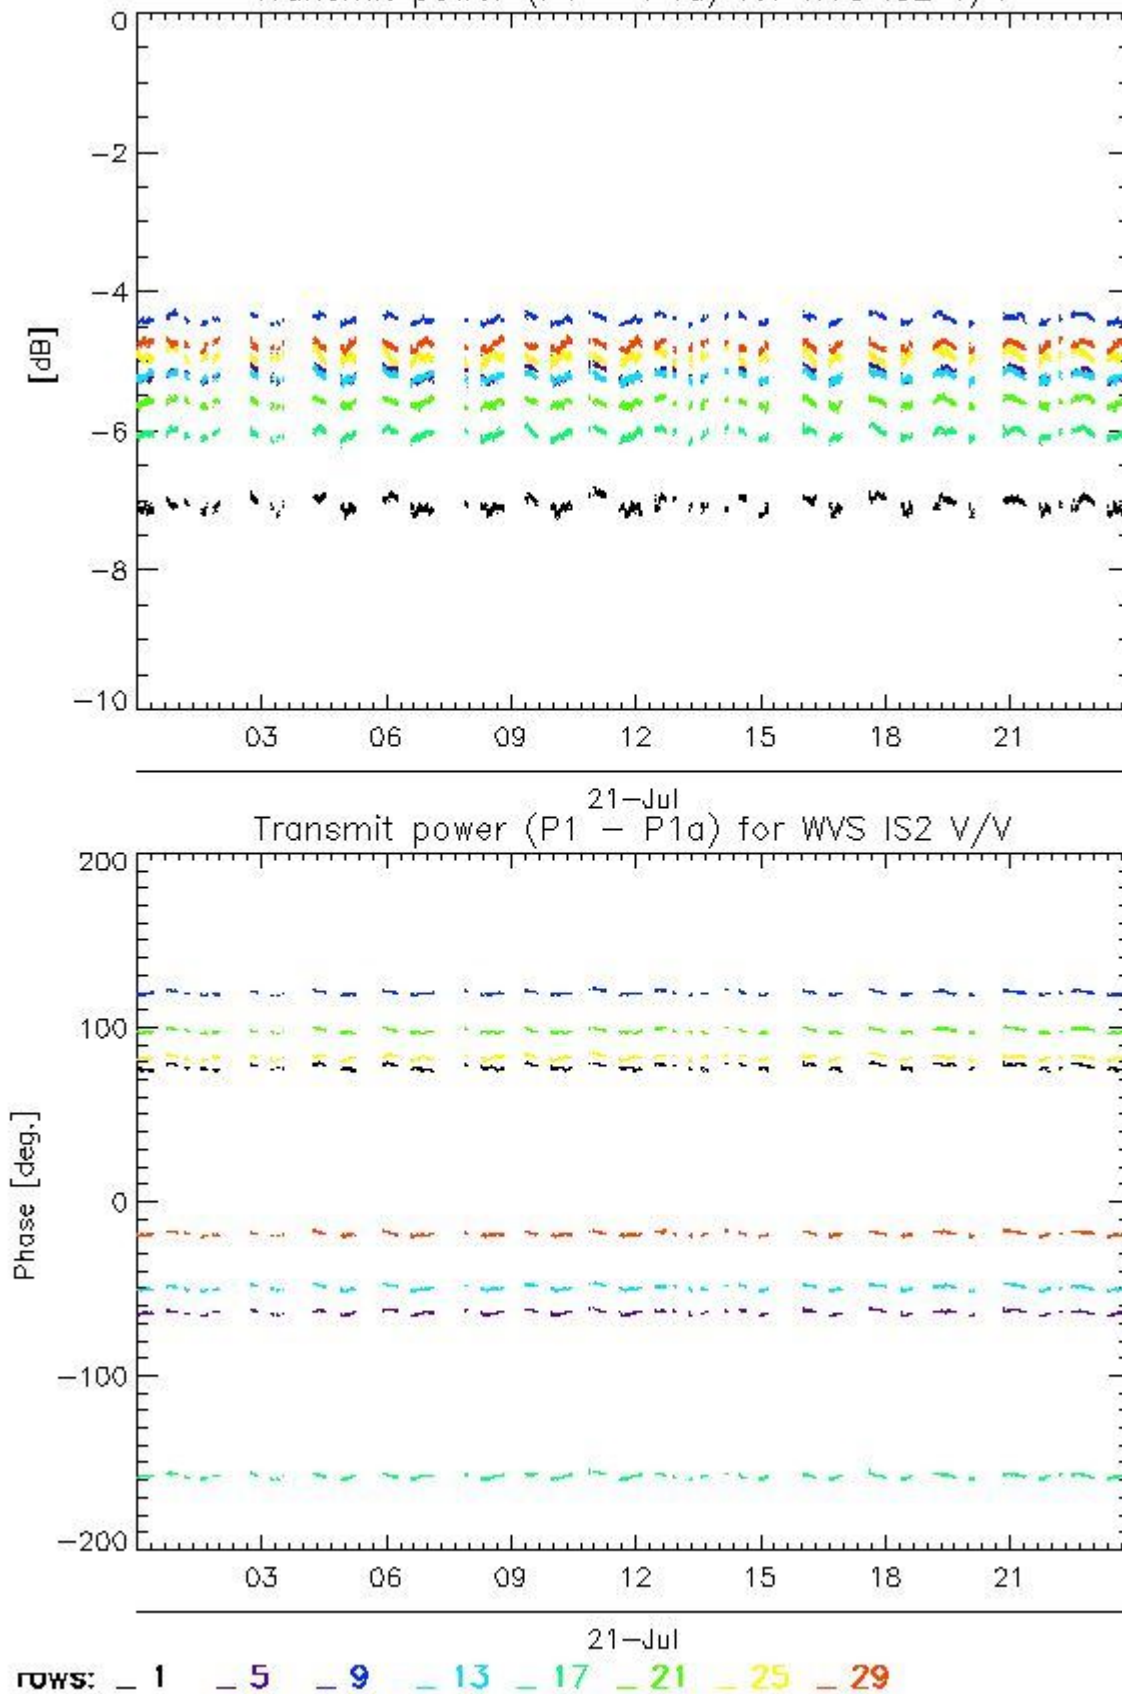 0
-2
-4
[dB]
-6
-8
-10
03 06 09 12 15 18 21
21-Jul
Transmit power (P1 - P1a) for WVS IS2 V/V
200
100
0
Phase [deg.]
-100
-200
03 06 09 12 15 18 21
21-Jul
rows: _ 1 _ 5 _ 9 _ 13 _ 17 _ 21 _ 25 _ 29